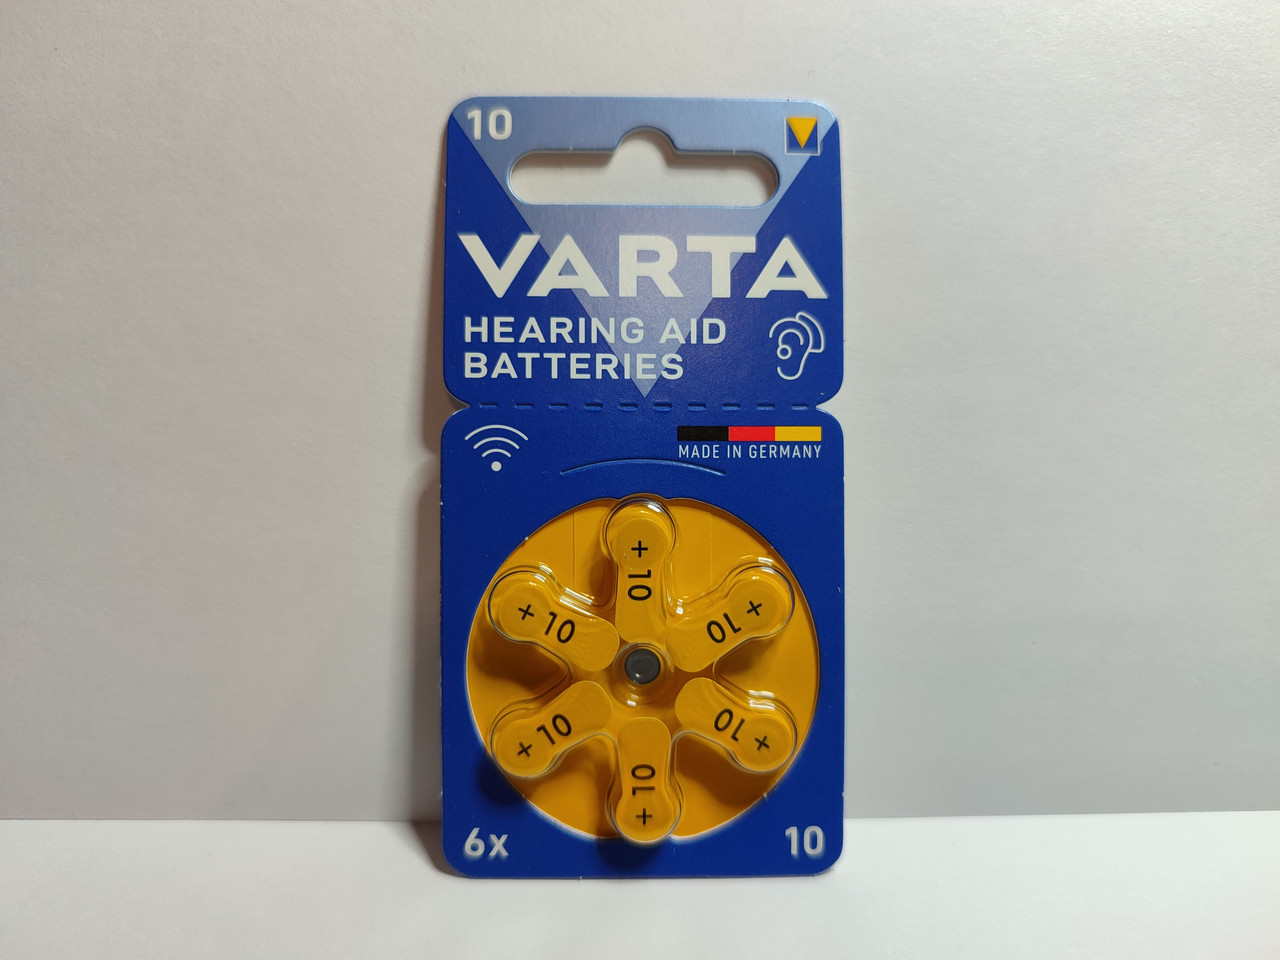 10
VARTA
HEARING AID
BATTERIES
MADE IN GERMANY
+ 10
+ 10
+ 10
+ 10
+ 10
+ 10
6x
10